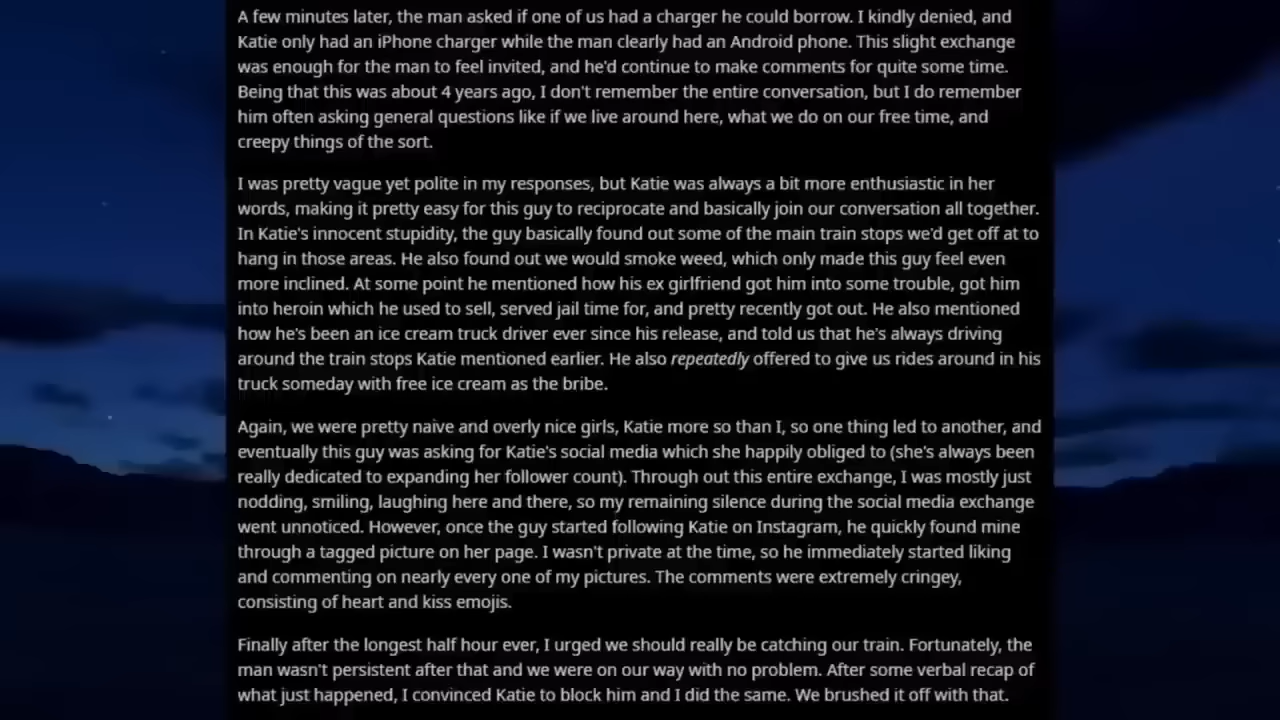 A few minutes later, the man asked if one of us had a charger he could borrow. I kindly denied, and
Katie only had an iPhone charger while the man clearly had an Android phone. This slight exchange
was enough for the man to feel invited, and he'd continue to make comments for quite some time.
Being that this was about 4 years ago, I don't remember the entire conversation, but I do remember
him often asking general questions like if we live around here, what we do on our free time, and
creepy things of the sort.
I was pretty vague yet polite in my responses, but Katie was always a bit more enthusiastic in her
words, making it pretty easy for this guy to reciprocate and basically join our conversation all together.
In Katie's innocent stupidity, the guy basically found out some of the main train stops we'd get off at to
hang in those areas. He also found out we would smoke weed, which only made this guy feel even
more inclined. At some point he mentioned how his ex girlfriend got him into some trouble, got him
into heroin which he used to sell, served jail time for, and pretty recently got out. He also mentioned
how he's been an ice cream truck driver ever since his release, and told us that he's always driving
around the train stops Katie mentioned earlier. He also repeatedly offered to give us rides around in his
truck someday with free ice cream as the bribe.
Again, we were pretty naive and overly nice girls, Katie more so than I, so one thing led to another, and
eventually this guy was asking for Katie's social media which she happily obliged to (she's always been
really dedicated to expanding her follower count). Through out this entire exchange, I was mostly just
nodding, smiling, laughing here and there, so my remaining silence during the social media exchange
went unnoticed. However, once the guy started following Katie on Instagram, he quickly found mine
through a tagged picture on her page. I wasn't private at the time, so he immediately started liking
and commenting on nearly every one of my pictures. The comments were extremely cringey,
consisting of heart and kiss emojis.
Finally after the longest half hour ever, I urged we should really be catching our train. Fortunately, the
man wasn't persistent after that and we were on our way with no problem. After some verbal recap of
what just happened, I convinced Katie to block him and I did the same. We brushed it off with that.